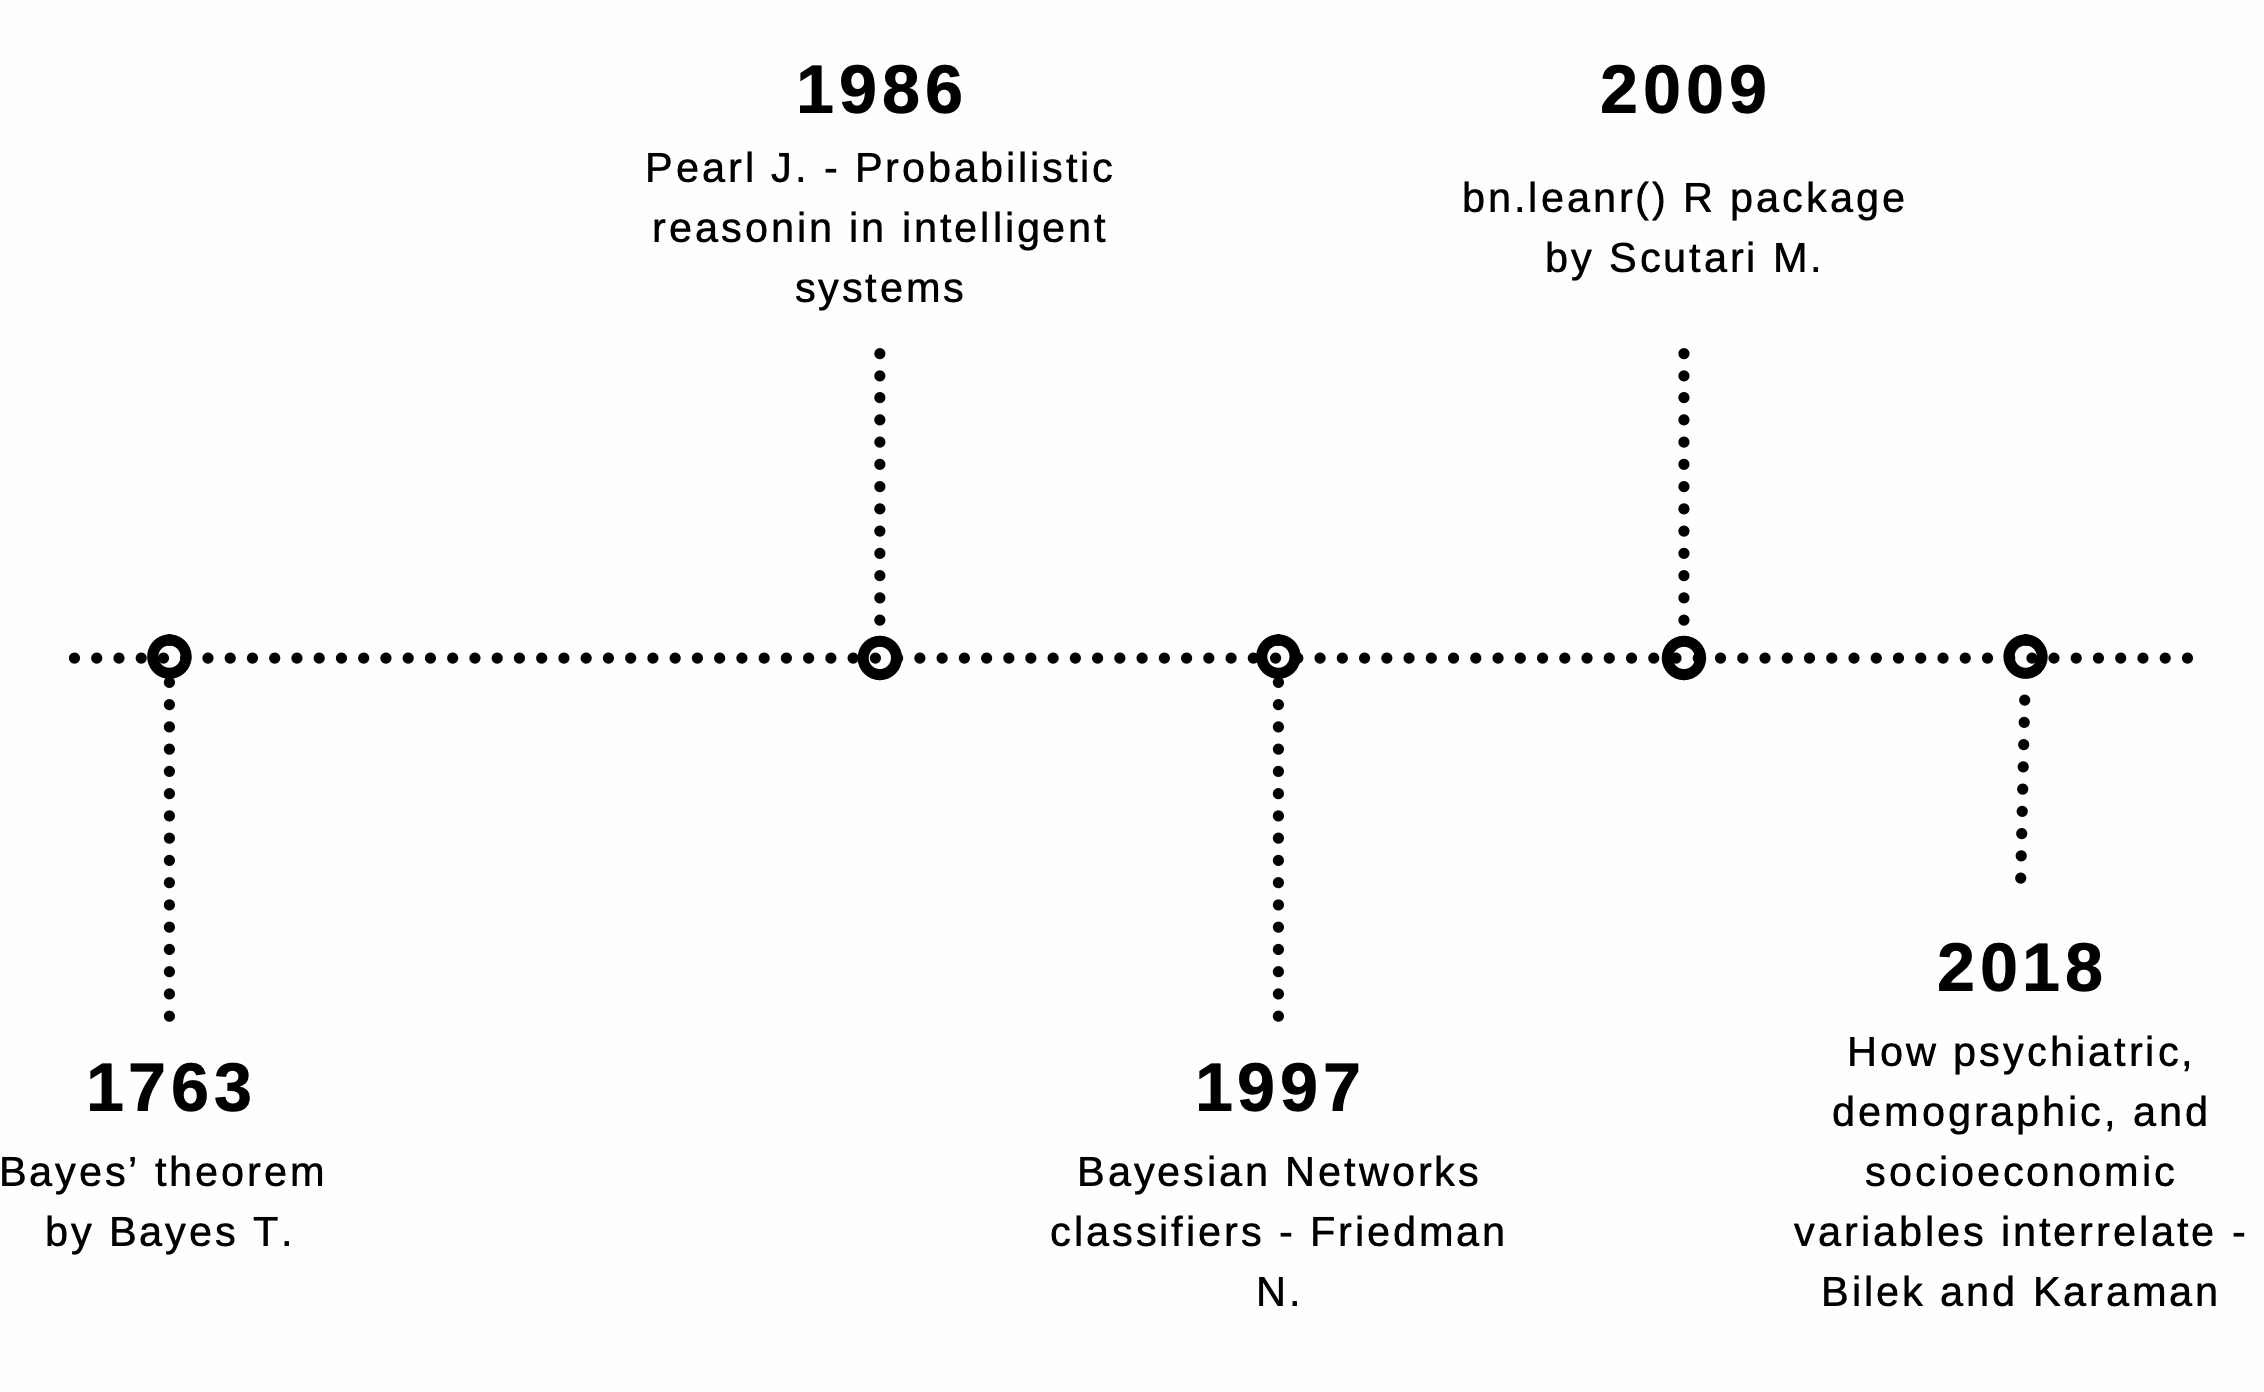 1986
Pearl J. - Probabilistic
reasonin in intelligent
systems
2009
bn.leanr() R package
by Scutari M.
1763
Bayes’ theorem
by Bayes T.
1997
Bayesian Networks
classifiers - Friedman
N.
2018
How psychiatric,
demographic, and
socioeconomic
variables interrelate -
Bilek and Karaman